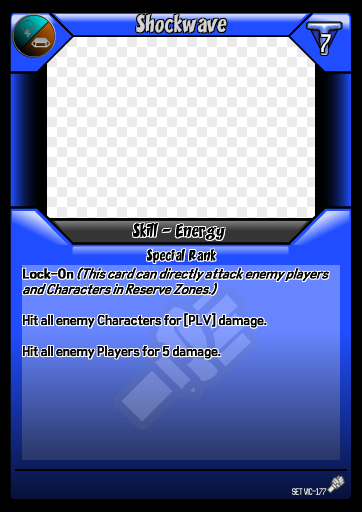 Shockwave
7
Skill - Energy
Special Rank
Lock-On (This card can directly attack enemy players
and Characters in Reserve Zones.)
Hit all enemy Characters for [PLV] damage.
Hit all enemy Players for 5 damage.
SET VIC-177